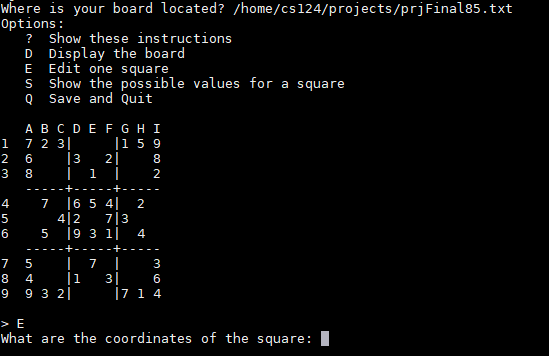 Where is your board located? /home/cs124/projects/prjFinal85.txt
Options:
   ?  Show these instructions
   D  Display the board
   E  Edit one square
   S  Show the possible values for a square
   Q  Save and Quit

   A B C D E F G H I
1  7 2 3|     |1 5 9
2  6    |3   2|    8
3  8    |  1  |    2
   -----+-----+-----
4    7  |6 5 4|  2
5      4|2   7|3
6    5  |9 3 1|  4
   -----+-----+-----
7  5    |  7  |    3
8  4    |1   3|    6
9  9 3 2|     |7 1 4

> E
What are the coordinates of the square: